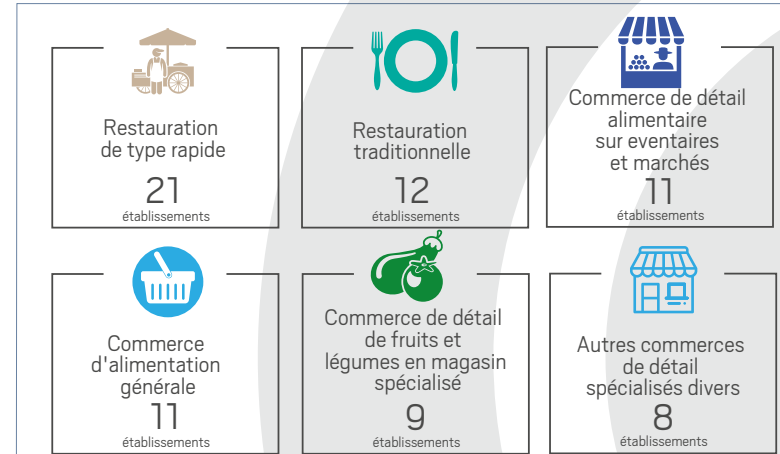 Restauration
de type rapide
21
établissements
Restauration
traditionnelle
12
établissements
Commerce de détail
alimentaire
sur eventaires
et marchés
11
établissements
Commerce
d'alimentation
générale
11
établissements
Commerce de détail
de fruits et
légumes en magasin
spécialisé
9
établissements
Autres commerces
de détail
spécialisés divers
8
établissements